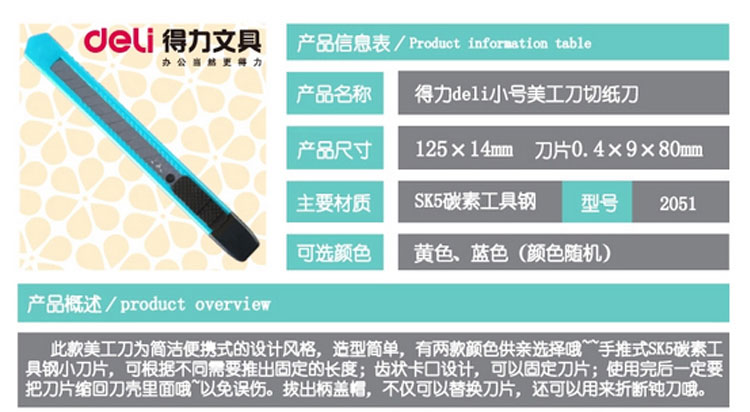 deli 得力文具
办公当然更得力
产品信息表/Product information table
产品名称 得力deli小号美工刀切纸刀
产品尺寸 125×14mm 刀片0.4×9×80mm
主要材质 SK5碳素工具钢 型号 2051
可选颜色 黄色、蓝色（颜色随机）
产品概述/product overview
此款美工刀为简洁便携式的设计风格，造型简单，有两款颜色供亲选择哦~~手推式SK5碳素工
具钢小刀片，可根据不同需要推出固定的长度；齿状卡口设计，可以固定刀片；使用完后一定要
把刀片缩回刀壳里面哦~以免误伤。拔出柄盖帽，不仅可以替换刀片，还可以用来折断钝刀哦。